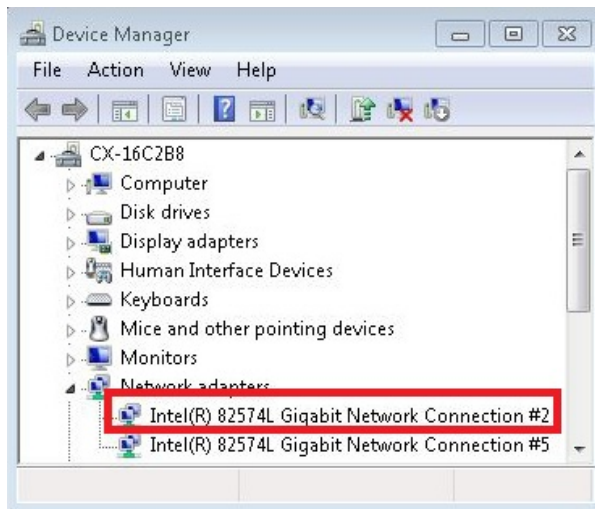 Device Manager
File Action View Help
CX-16C2B8
Computer
Disk drives
Display adapters
Human Interface Devices
Keyboards
Mice and other pointing devices
Monitors
Network adapters
Intel(R) 82574L Gigabit Network Connection #2
Intel(R) 82574L Gigabit Network Connection #5